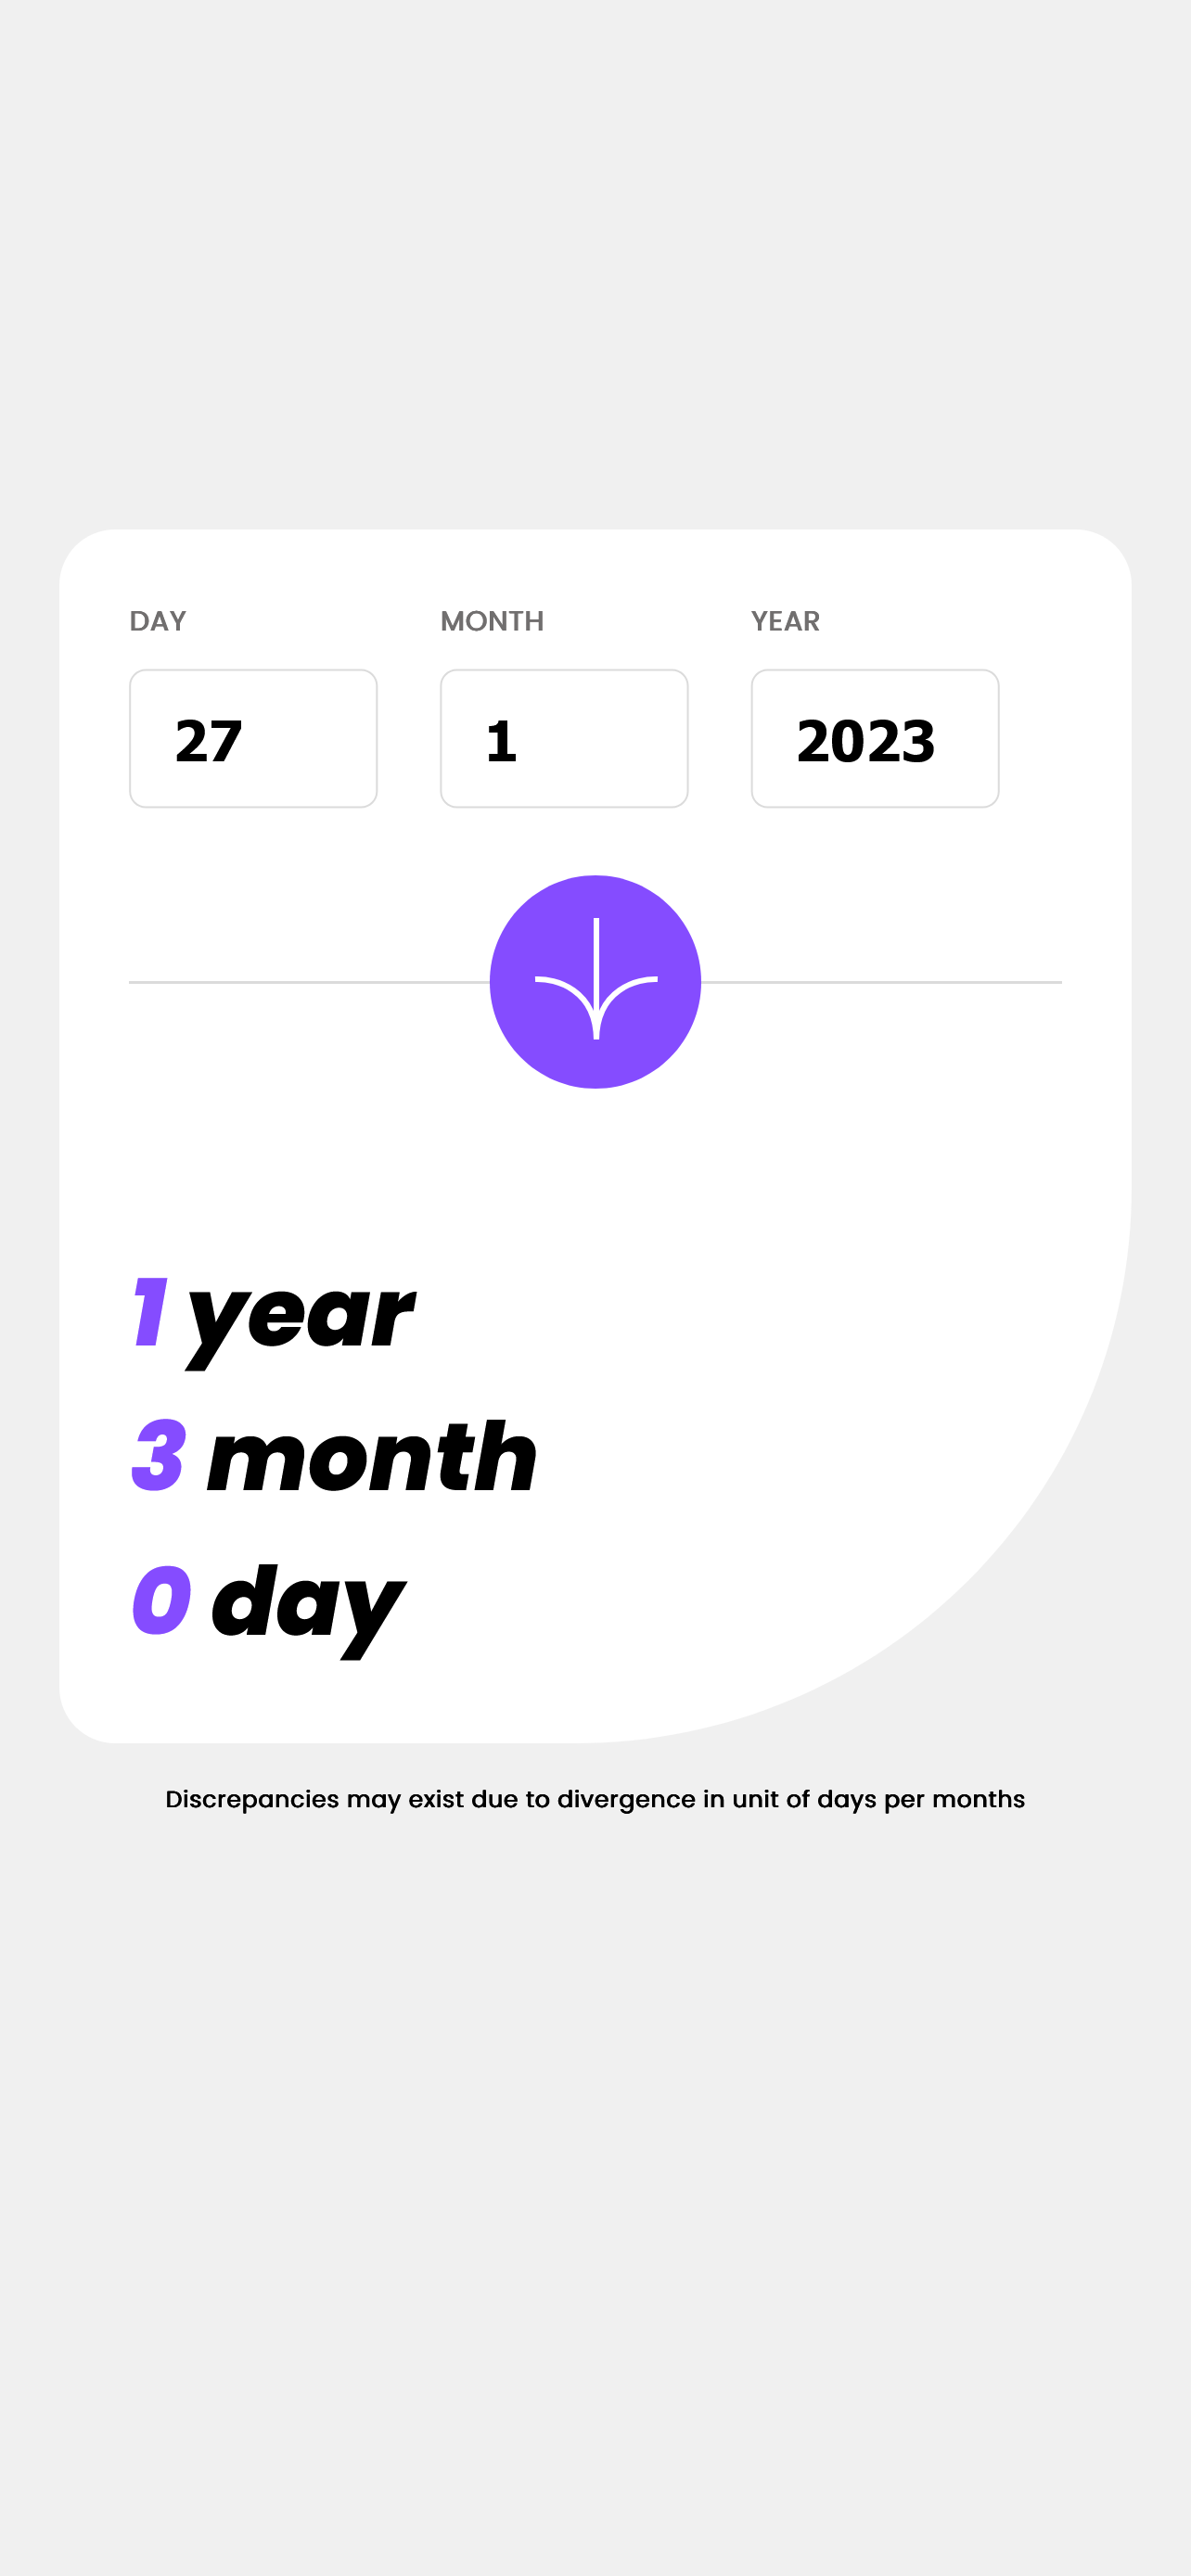 DAY MONTH YEAR
27 1 2023
1 year
3 month
0 day
Discrepancies may exist due to divergence in unit of days per months